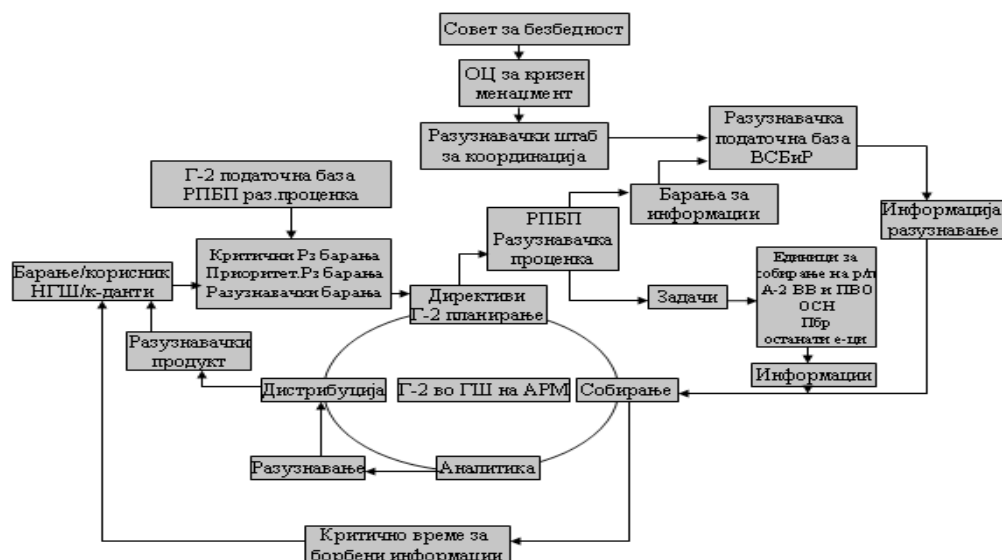 Совет за безбедност
ОЦ за кризен
менаџмент
Разузнавачки штаб
за координација
Разузнавачка
податочна база
ВСБиР
Г-2 податочна база
РПБП раз.проценка
Барања за
информации
РПБП
Разузнавачка
проценка
Информација
разузнавање
Критични Рз барања
Приоритет.Рз барања
Разузнавачки барања
Барање/корисник
НГШ/к-данти
Единици за
собирање на р/п
А-2 ВВ и ПВО
ОСН
Пбр
останати е-ци
Задачи
Директиви
Г-2 планирање
Разузнавачки
продукт
Информации
Дистрибуција
Г-2 во ГШ на АРМ
Собирање
Разузнавање
Аналитика
Критично време за
борбени информации